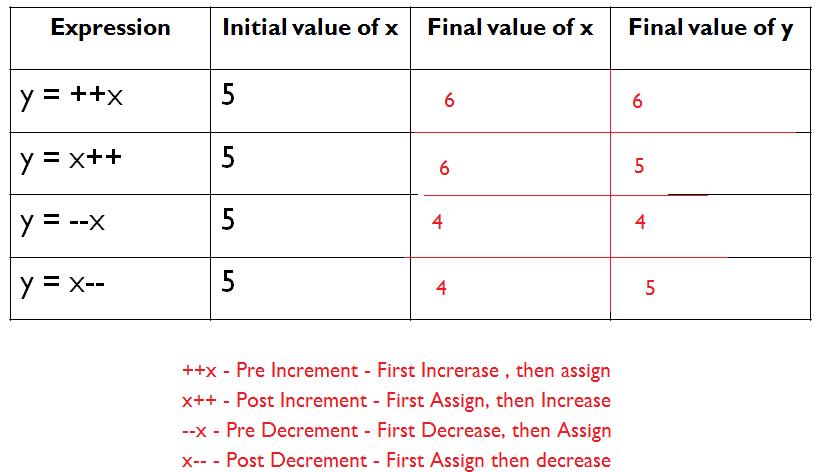 Expression Initial value of x Final value of x Final value of y
y = ++x 5 6 6
y = x++ 5 6 5
y = --x 5 4 4
y = x-- 5 4 5
++x - Pre Increment - First Increrase , then assign
x++ - Post Increment - First Assign, then Increase
--x - Pre Decrement - First Decrease, then Assign
x-- - Post Decrement - First Assign then decrease